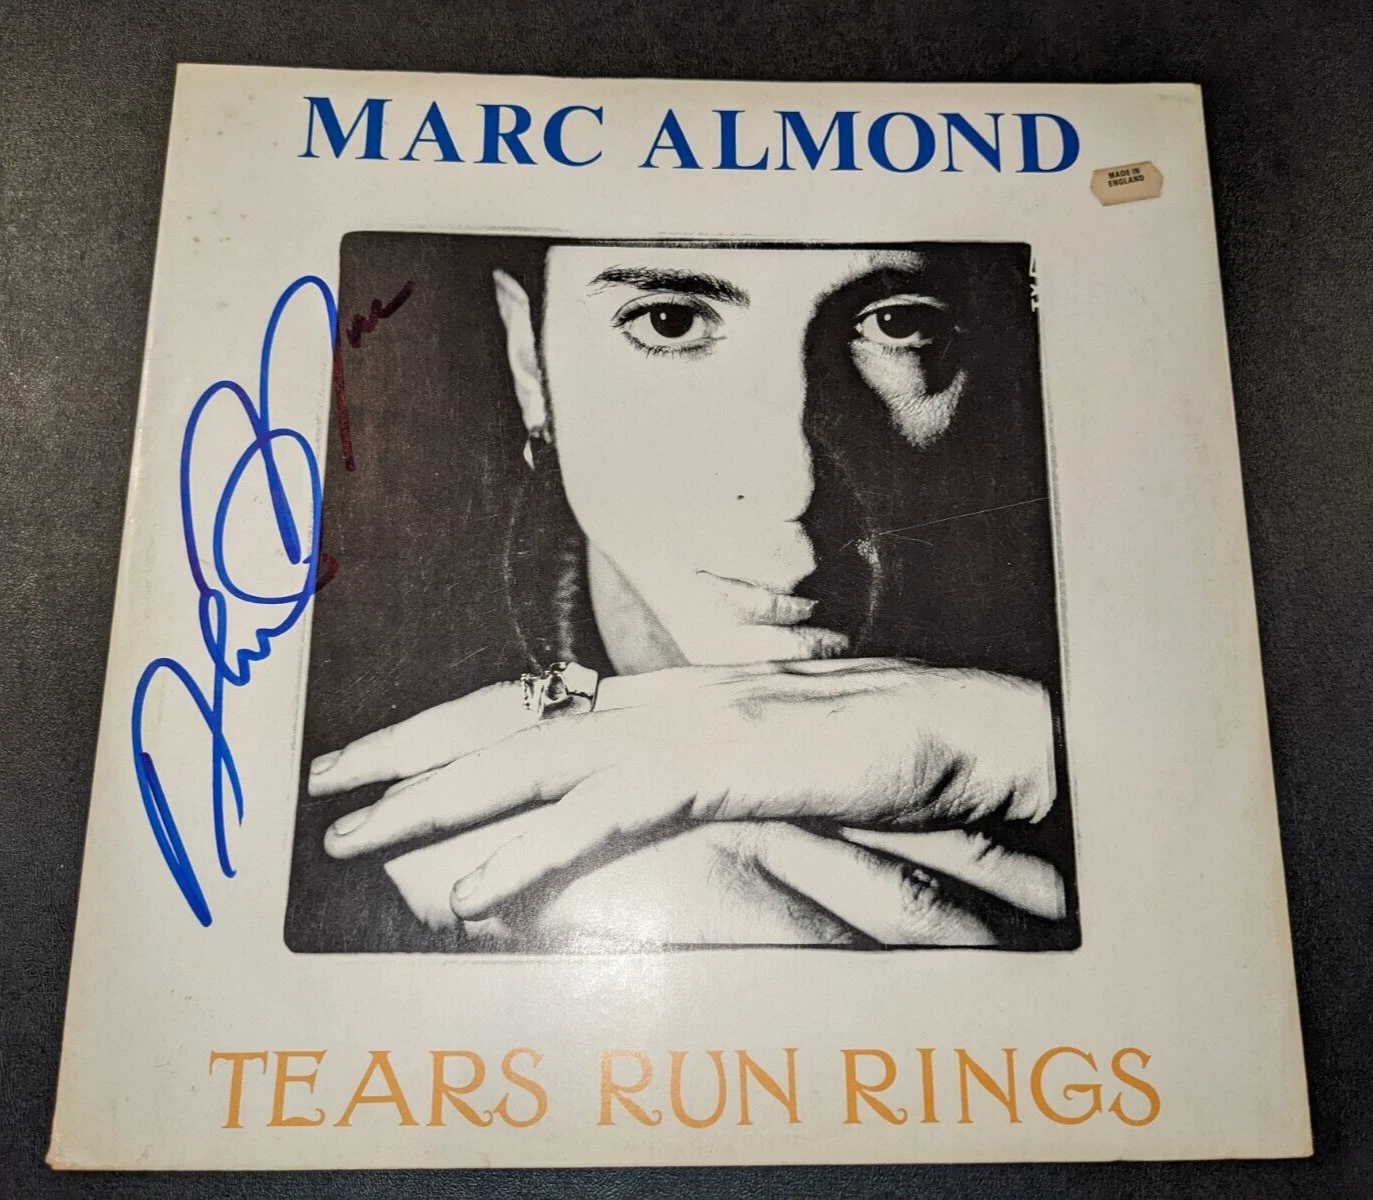 MARC ALMOND
MADE IN
ENGLAND
TEARS RUN RINGS